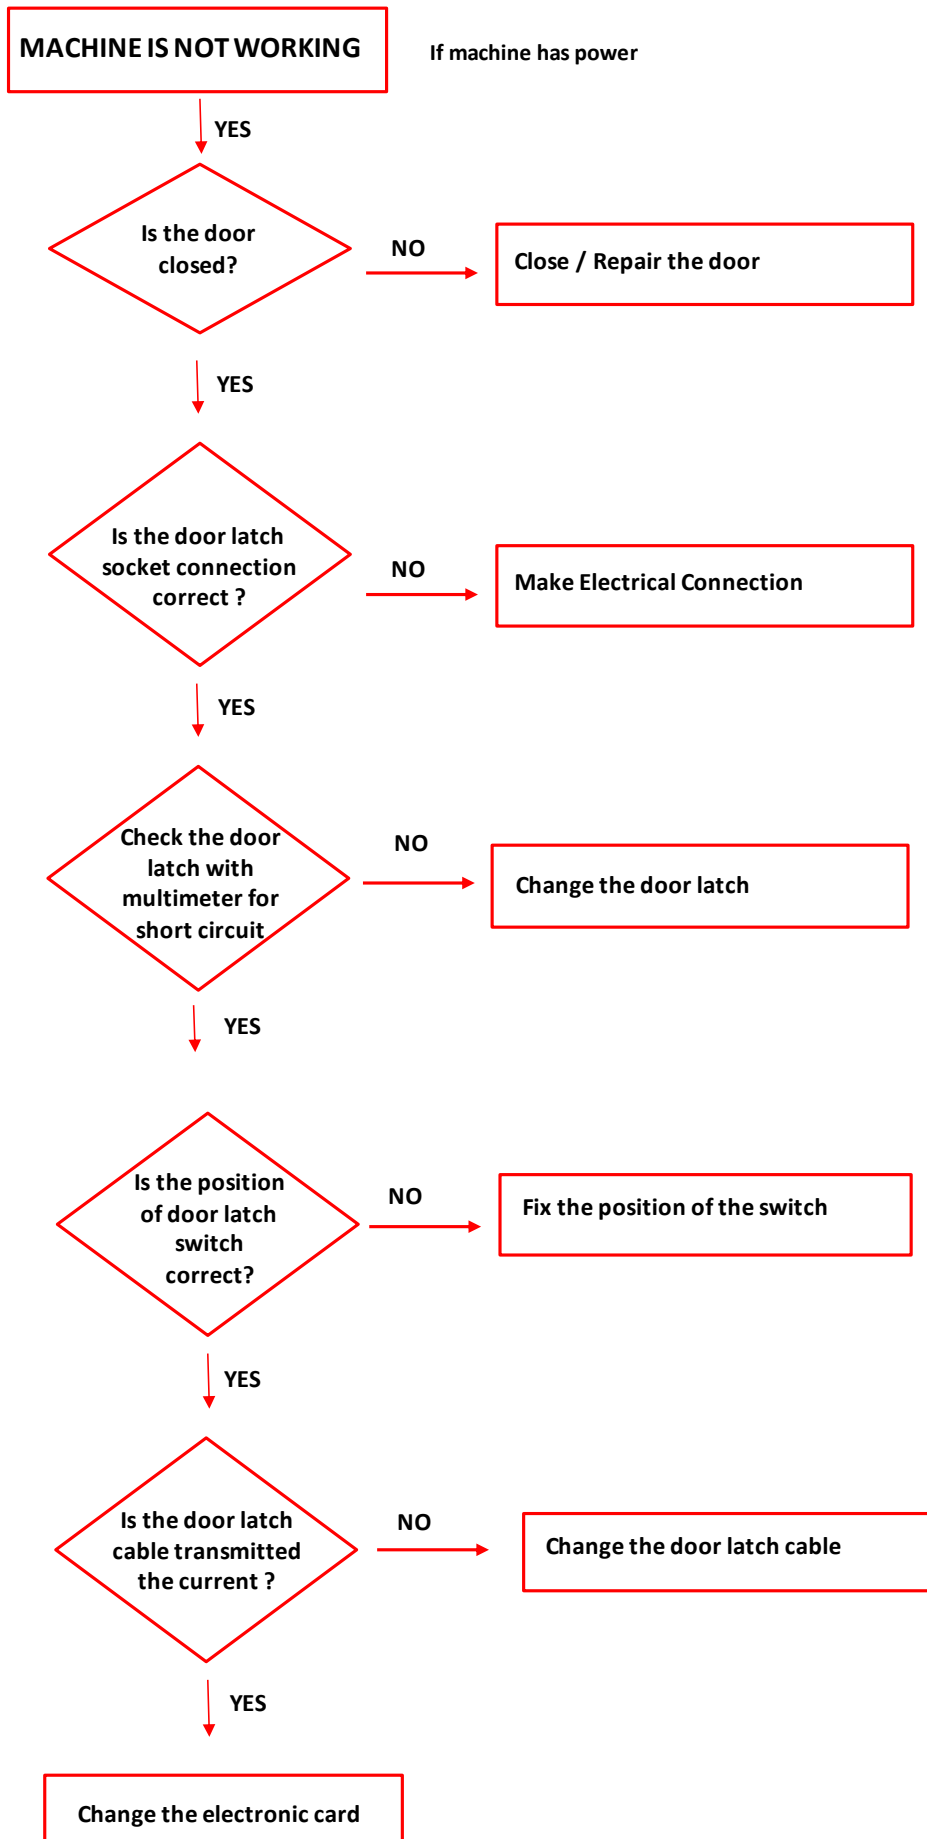 MACHINE IS NOT WORKING
If machine has power
YES
Is the door
closed?
NO
Close / Repair the door
YES
Is the door latch
socket connection
correct ?
NO
Make Electrical Connection
YES
Check the door
latch with
multimeter for
short circuit
NO
Change the door latch
YES
Is the position
of door latch
switch
correct?
NO
Fix the position of the switch
YES
Is the door latch
cable transmitted
the current ?
NO
Change the door latch cable
YES
Change the electronic card